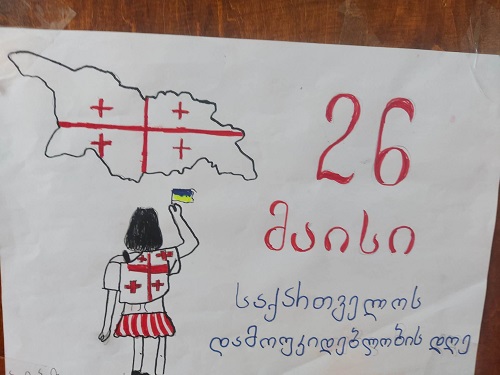 26
მაისი
საქართველოს
დამოუკიდებლობის დღე